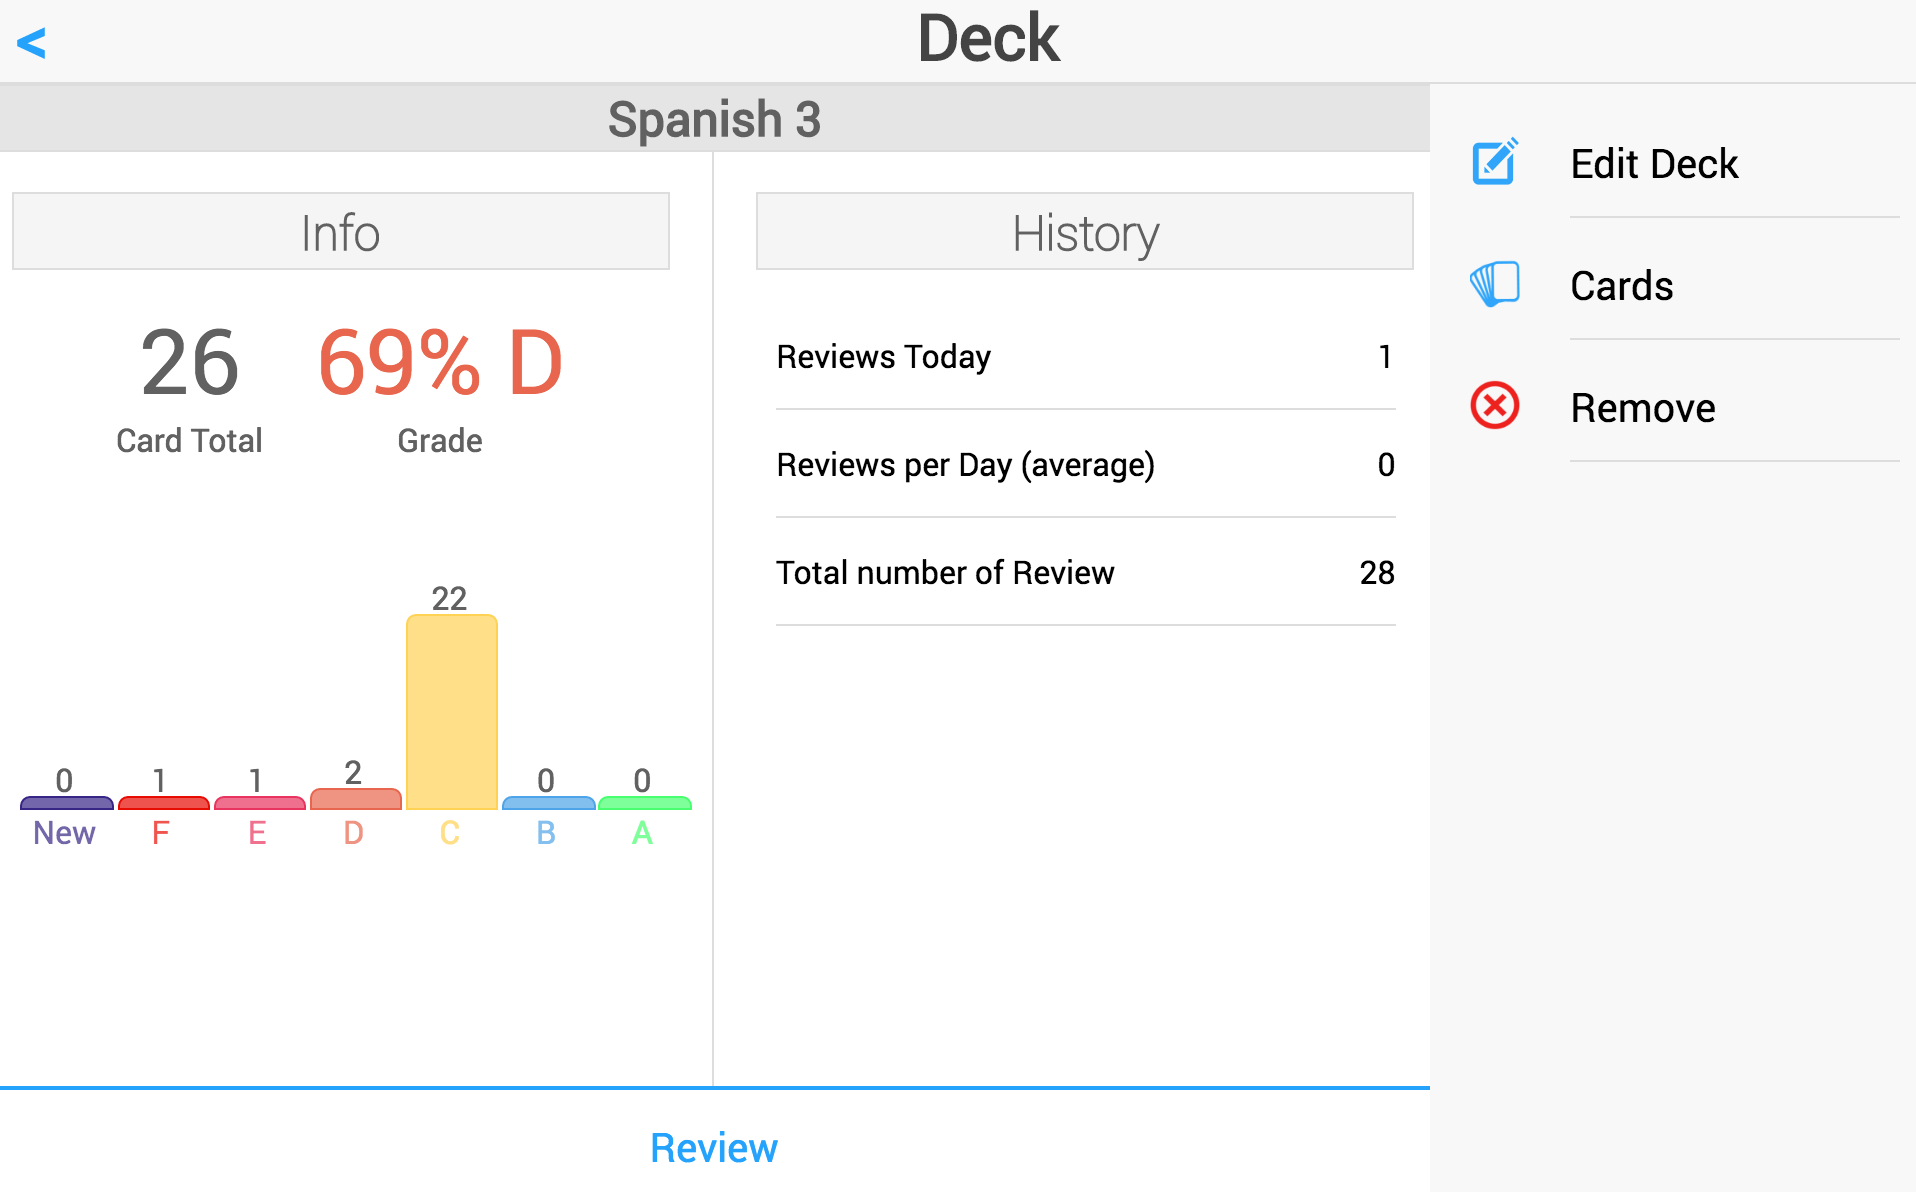 <
Deck
Spanish 3
Info
26
Card Total
69% D
Grade
0 1 1 2 22 0 0
New F E D C B A
History
Reviews Today 1
Reviews per Day (average) 0
Total number of Review 28
Edit Deck
Cards
Remove
Review